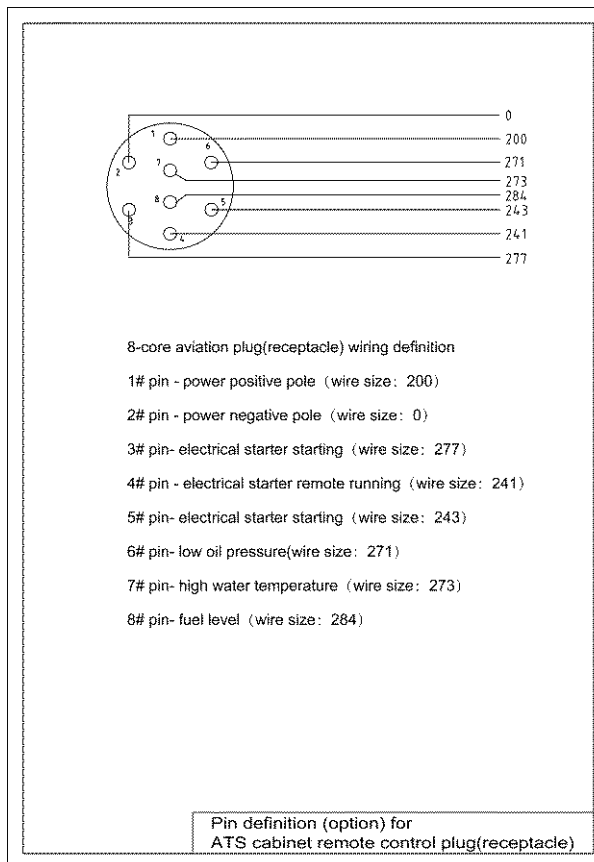 0
1
200
6
271
7
2
273
8
284
5
243
3
4
241
277
8-core aviation plug(receptacle) wiring definition
1# pin - power positive pole（wire size：200）
2# pin - power negative pole（wire size：0）
3# pin- electrical starter starting（wire size：277）
4# pin - electrical starter remote running（wire size：241）
5# pin- electrical starter starting（wire size：243）
6# pin- low oil pressure(wire size：271）
7# pin- high water temperature（wire size：273）
8# pin- fuel level（wire size：284）
Pin definition (option) for
ATS cabinet remote control plug(receptacle)